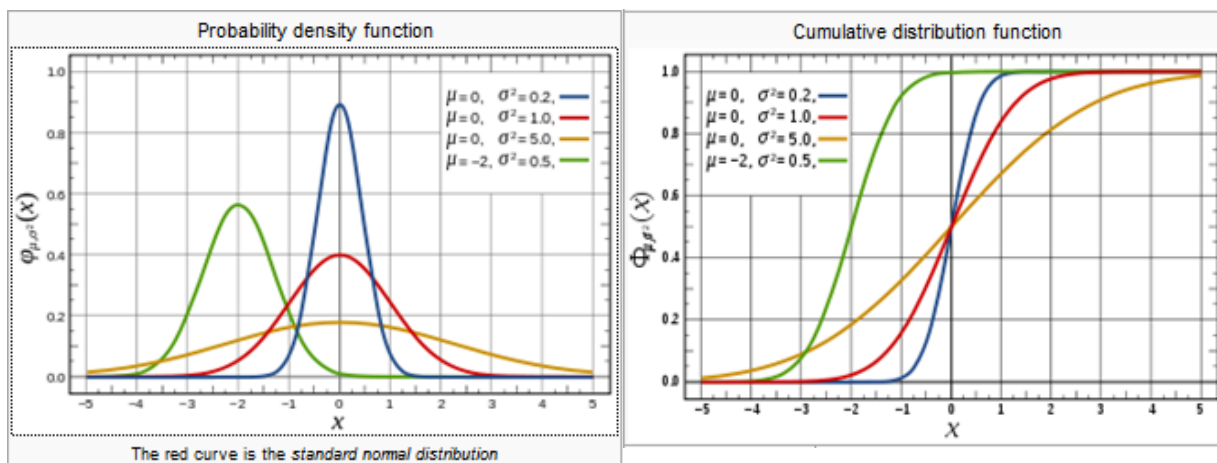 Probability density function
1.0
0.8
0.6
0.4
0.2
0.0
φμ,σ²(x)
μ=0, σ²=0.2,
μ=0, σ²=1.0,
μ=0, σ²=5.0,
μ=−2, σ²=0.5,
−5 −4 −3 −2 −1 0 1 2 3 4 5
x
The red curve is the standard normal distribution
Cumulative distribution function
1.0
0.8
0.6
0.4
0.2
0.0
Φμ,σ²(x)
μ=0, σ²=0.2,
μ=0, σ²=1.0,
μ=0, σ²=5.0,
μ=−2, σ²=0.5,
−5 −4 −3 −2 −1 0 1 2 3 4 5
x